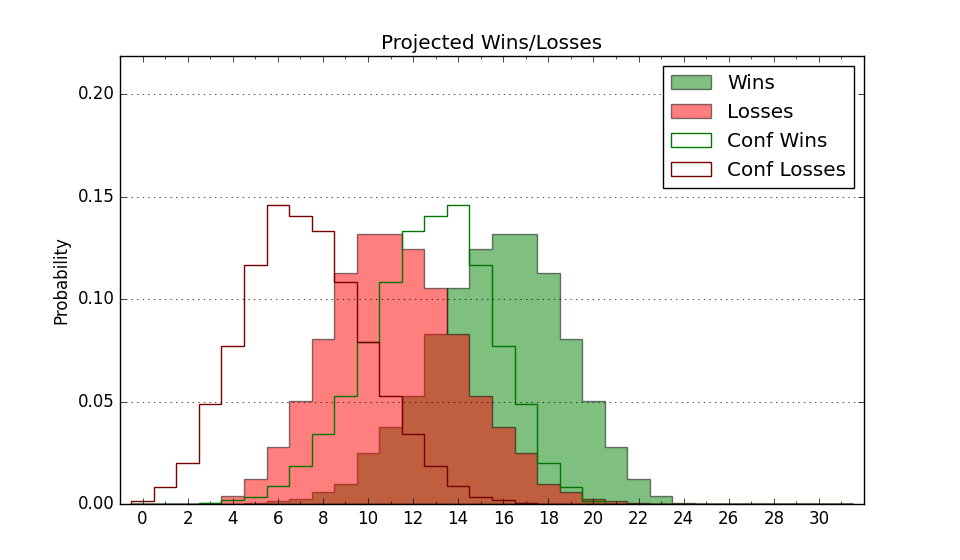 Projected Wins/Losses
Wins
Losses
Conf Wins
Conf Losses
Probability
0.20
0.15
0.10
0.05
0.00
0 2 4 6 8 10 12 14 16 18 20 22 24 26 28 30